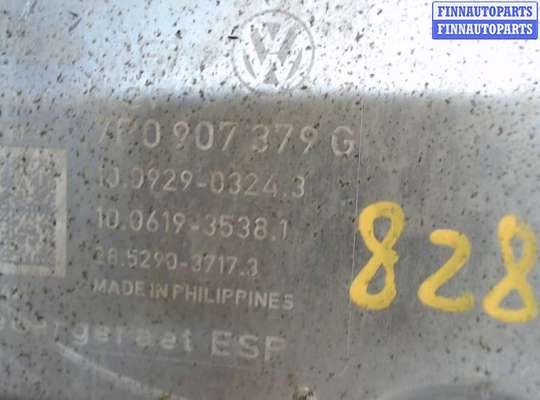 FINNAUTOPARTS
FINNAUTOPARTS
7P0 907 379 G
10.0929-0324.3
10.0619-3538.1
28.5290-3717.3
MADE IN PHILIPPINES
ESP
828